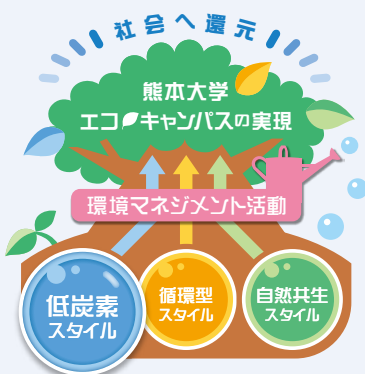 社会へ還元
熊本大学
エコキャンパスの実現
環境マネジメント活動
低炭素
スタイル
循環型
スタイル
自然共生
スタイル